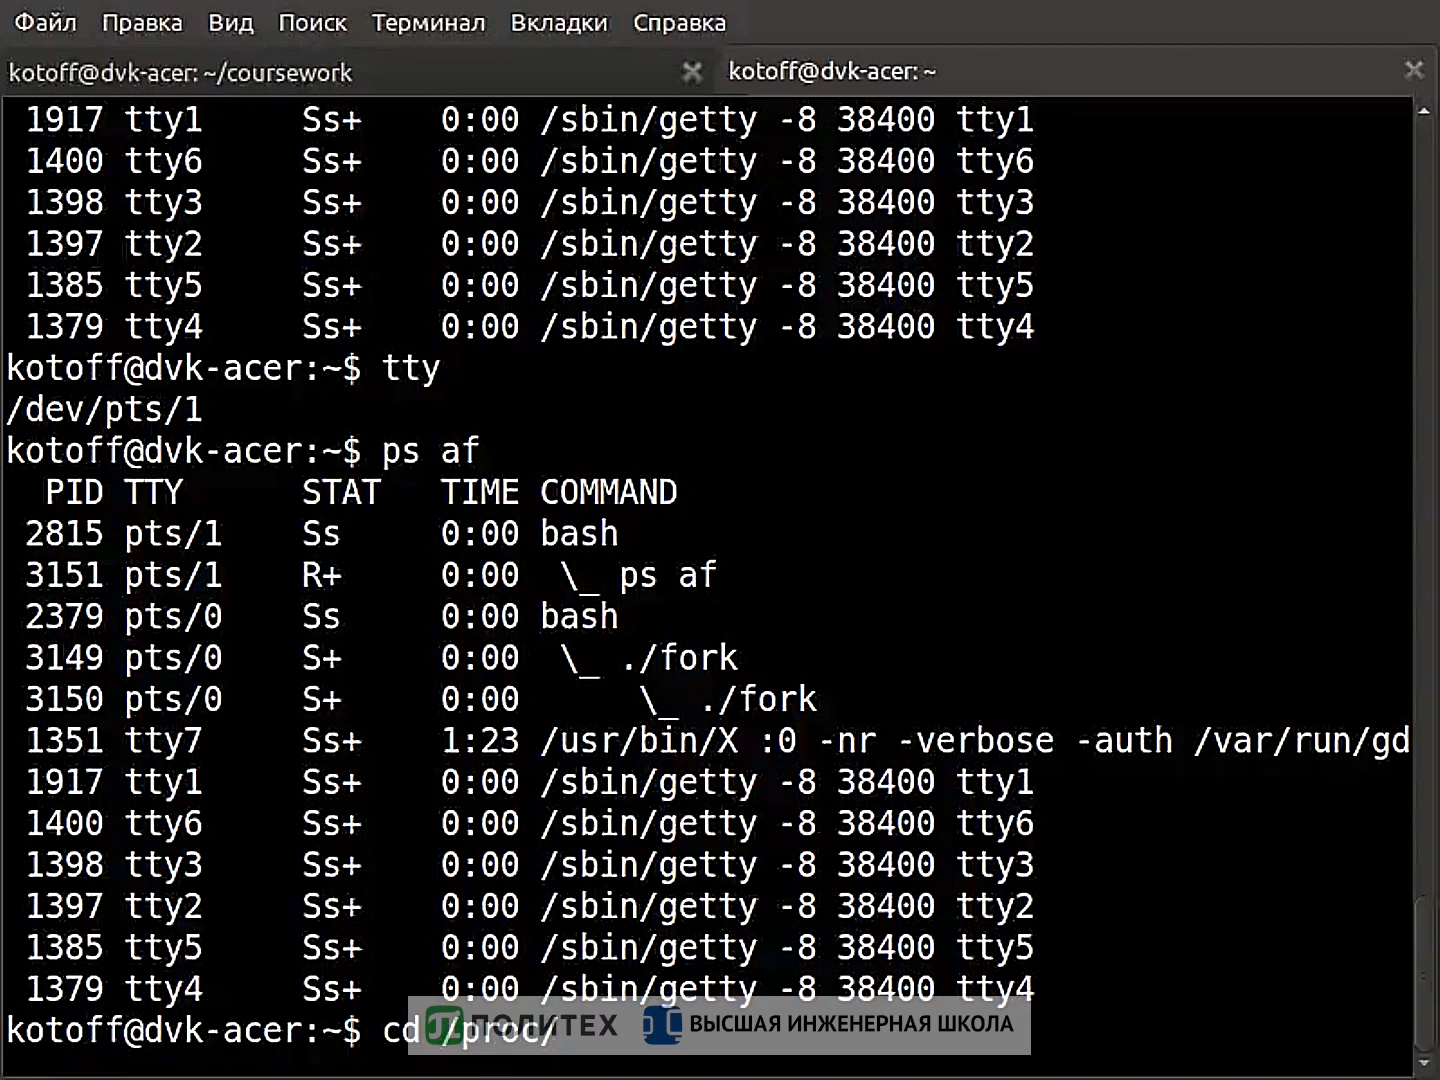 Файл Правка Вид Поиск Терминал Вкладки Справка
kotoff@dvk-acer: ~/coursework kotoff@dvk-acer: ~
1917 tty1 Ss+ 0:00 /sbin/getty -8 38400 tty1
1400 tty6 Ss+ 0:00 /sbin/getty -8 38400 tty6
1398 tty3 Ss+ 0:00 /sbin/getty -8 38400 tty3
1397 tty2 Ss+ 0:00 /sbin/getty -8 38400 tty2
1385 tty5 Ss+ 0:00 /sbin/getty -8 38400 tty5
1379 tty4 Ss+ 0:00 /sbin/getty -8 38400 tty4
kotoff@dvk-acer:~$ tty
/dev/pts/1
kotoff@dvk-acer:~$ ps af
PID TTY STAT TIME COMMAND
2815 pts/1 Ss 0:00 bash
3151 pts/1 R+ 0:00 \_ ps af
2379 pts/0 Ss 0:00 bash
3149 pts/0 S+ 0:00 \_ ./fork
3150 pts/0 S+ 0:00 \_ ./fork
1351 tty7 Ss+ 1:23 /usr/bin/X :0 -nr -verbose -auth /var/run/gd
1917 tty1 Ss+ 0:00 /sbin/getty -8 38400 tty1
1400 tty6 Ss+ 0:00 /sbin/getty -8 38400 tty6
1398 tty3 Ss+ 0:00 /sbin/getty -8 38400 tty3
1397 tty2 Ss+ 0:00 /sbin/getty -8 38400 tty2
1385 tty5 Ss+ 0:00 /sbin/getty -8 38400 tty5
1379 tty4 Ss+ 0:00 /sbin/getty -8 38400 tty4
kotoff@dvk-acer:~$ cd /proc/
ПОЛИТЕХ ВЫСШАЯ ИНЖЕНЕРНАЯ ШКОЛА